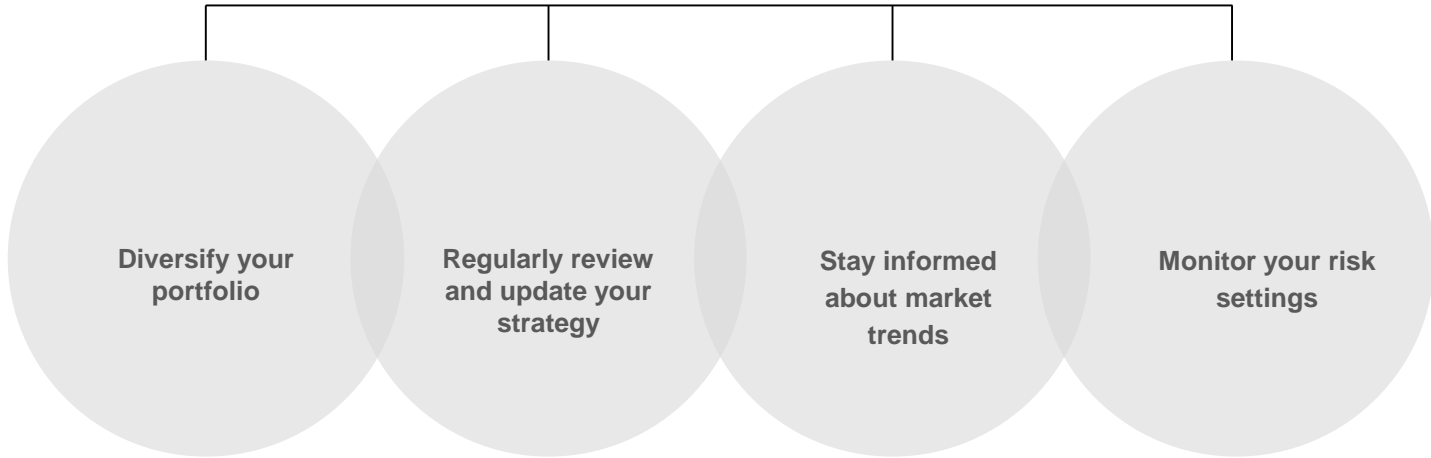 Diversify your
portfolio
Regularly review
and update your
strategy
Stay informed
about market
trends
Monitor your risk
settings